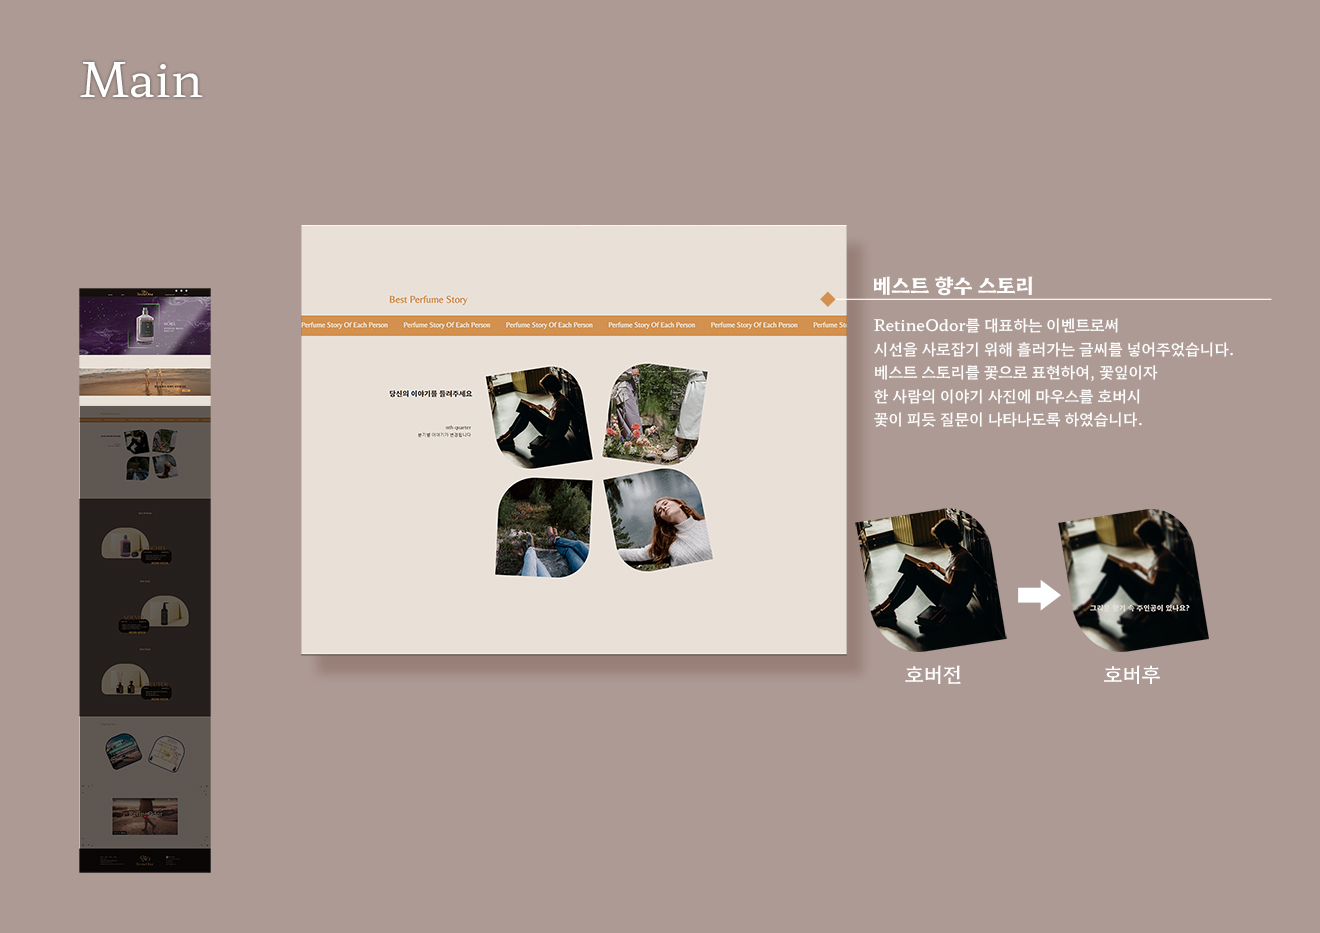 Main
Best Perfume Story
Perfume Story Of Each Person Perfume Story Of Each Person Perfume Story Of Each Person Perfume Story Of Each Person Perfume Story Of Each Person Perfume Sto
당신의 이야기를 들려주세요
nth-quarter
분기별 이야기가 변경됩니다
베스트 향수 스토리
RetineOdor를 대표하는 이벤트로써
시선을 사로잡기 위해 흘러가는 글씨를 넣어주었습니다.
베스트 스토리를 꽃으로 표현하여, 꽃잎이자
한 사람의 이야기 사진에 마우스를 호버시
꽃이 피듯 질문이 나타나도록 하였습니다.
속 주인공이 였나요?
호버전
호버후